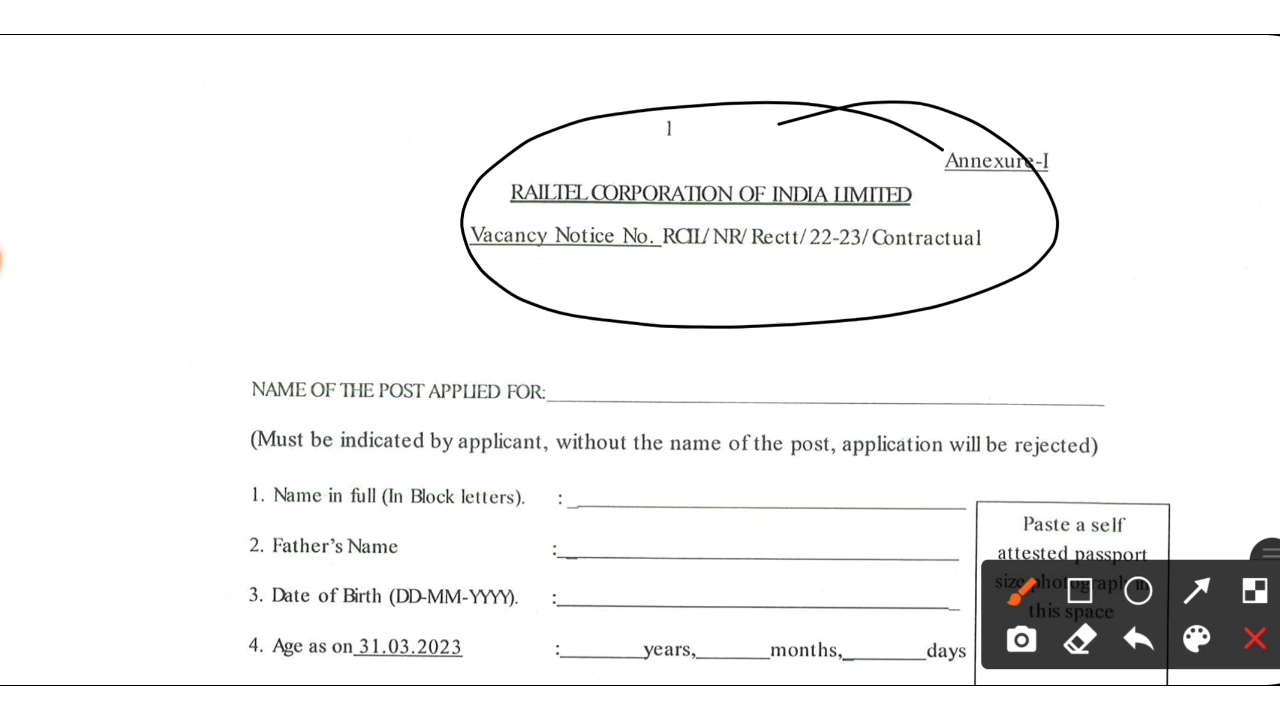 1
Annexure-I
RAILTEL CORPORATION OF INDIA LIMITED
Vacancy Notice No. RCIL/NR/Rectt/22-23/Contractual
NAME OF THE POST APPLIED FOR:
(Must be indicated by applicant, without the name of the post, application will be rejected)
1. Name in full (In Block letters). :
2. Father's Name :
3. Date of Birth (DD-MM-YYYY). :
4. Age as on 31.03.2023 : years, months, days
Paste a self
attested passport
size photograph in
this space